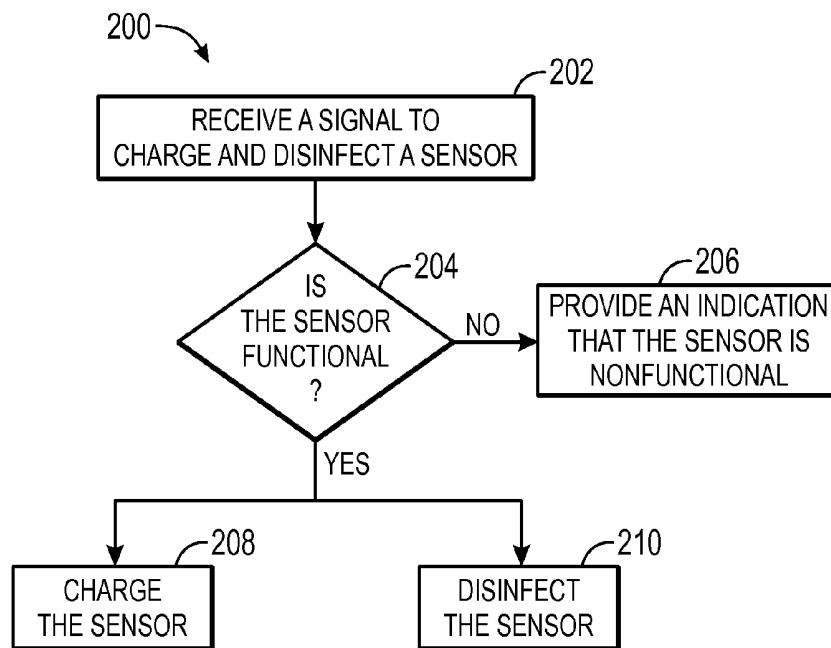 200
202
RECEIVE A SIGNAL TO
CHARGE AND DISINFECT A SENSOR
204
IS
THE SENSOR
FUNCTIONAL
?
NO
206
PROVIDE AN INDICATION
THAT THE SENSOR IS
NONFUNCTIONAL
YES
208
CHARGE
THE SENSOR
210
DISINFECT
THE SENSOR